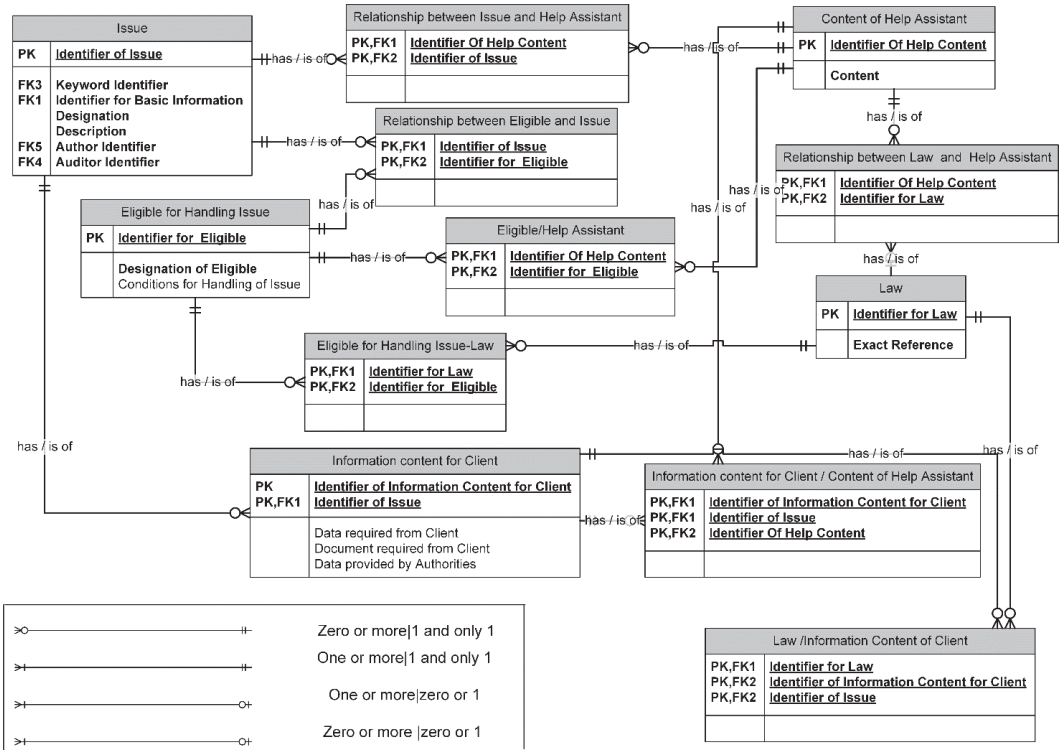 Issue
PK Identifier of Issue
FK3 Keyword Identifier
FK1 Identifier for Basic Information
Designation
Description
FK5 Author Identifier
FK4 Auditor Identifier
has / is of
Relationship between Issue and Help Assistant
PK,FK1 Identifier Of Help Content
PK,FK2 Identifier of Issue
has / is of
Content of Help Assistant
PK Identifier Of Help Content
Content
has / is of
has / is of
Relationship between Eligible and Issue
PK,FK1 Identifier of Issue
PK,FK2 Identifier for Eligible
has / is of
Relationship between Law and Help Assistant
PK,FK1 Identifier Of Help Content
PK,FK2 Identifier for Law
has / is of
has / is of
has / is of
Eligible for Handling Issue
PK Identifier for Eligible
Designation of Eligible
Conditions for Handling of Issue
has / is of
Eligible/Help Assistant
PK,FK1 Identifier Of Help Content
PK,FK2 Identifier for Eligible
Law
PK Identifier for Law
Exact Reference
has / is of
Eligible for Handling Issue-Law
PK,FK1 Identifier for Law
PK,FK2 Identifier for Eligible
has / is of
has / is of
Information content for Client
PK Identifier of Information Content for Client
PK,FK1 Identifier of Issue
Data required from Client
Document required from Client
Data provided by Authorities
has / is of
has / is of
has / is of
Information content for Client / Content of Help Assistant
PK,FK1 Identifier of Information Content for Client
PK,FK1 Identifier of Issue
PK,FK2 Identifier Of Help Content
Law /Information Content of Client
PK,FK1 Identifier for Law
PK,FK2 Identifier of Information Content for Client
PK,FK2 Identifier of Issue
Zero or more|1 and only 1
One or more|1 and only 1
One or more|zero or 1
Zero or more |zero or 1